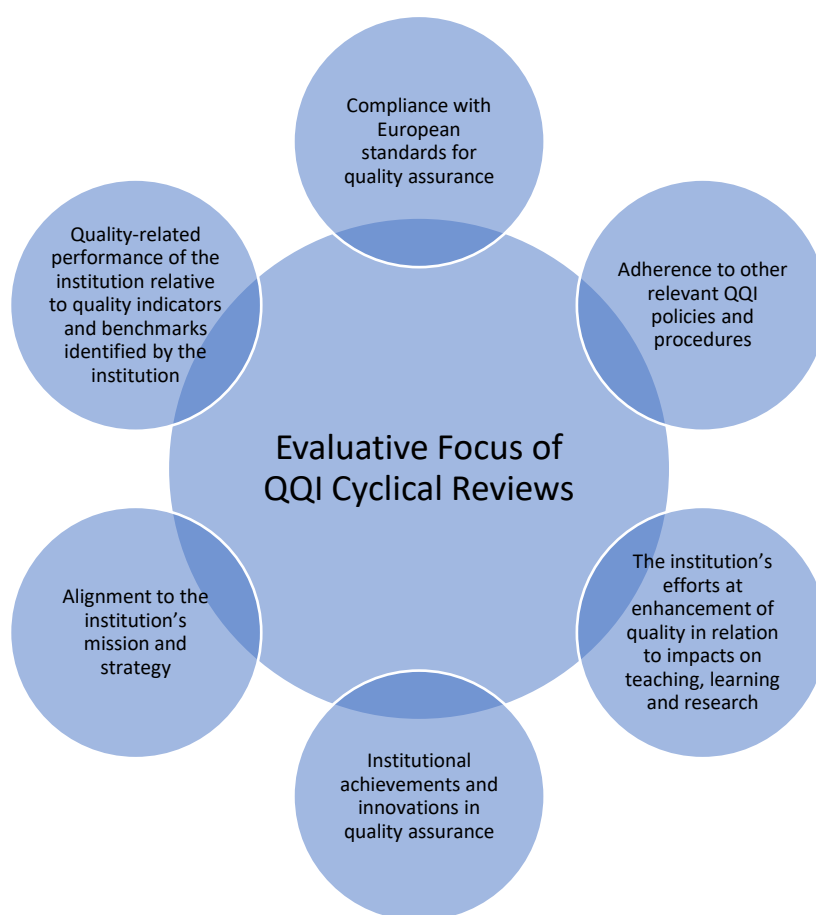 Compliance with
European
standards for
quality assurance
Adherence to other
relevant QQI
policies and
procedures
The institution’s
efforts at
enhancement of
quality in relation
to impacts on
teaching, learning
and research
Institutional
achievements and
innovations in
quality assurance
Alignment to the
institution’s
mission and
strategy
Quality-related
performance of the
institution relative
to quality indicators
and benchmarks
identified by the
institution
Evaluative Focus of
QQI Cyclical Reviews